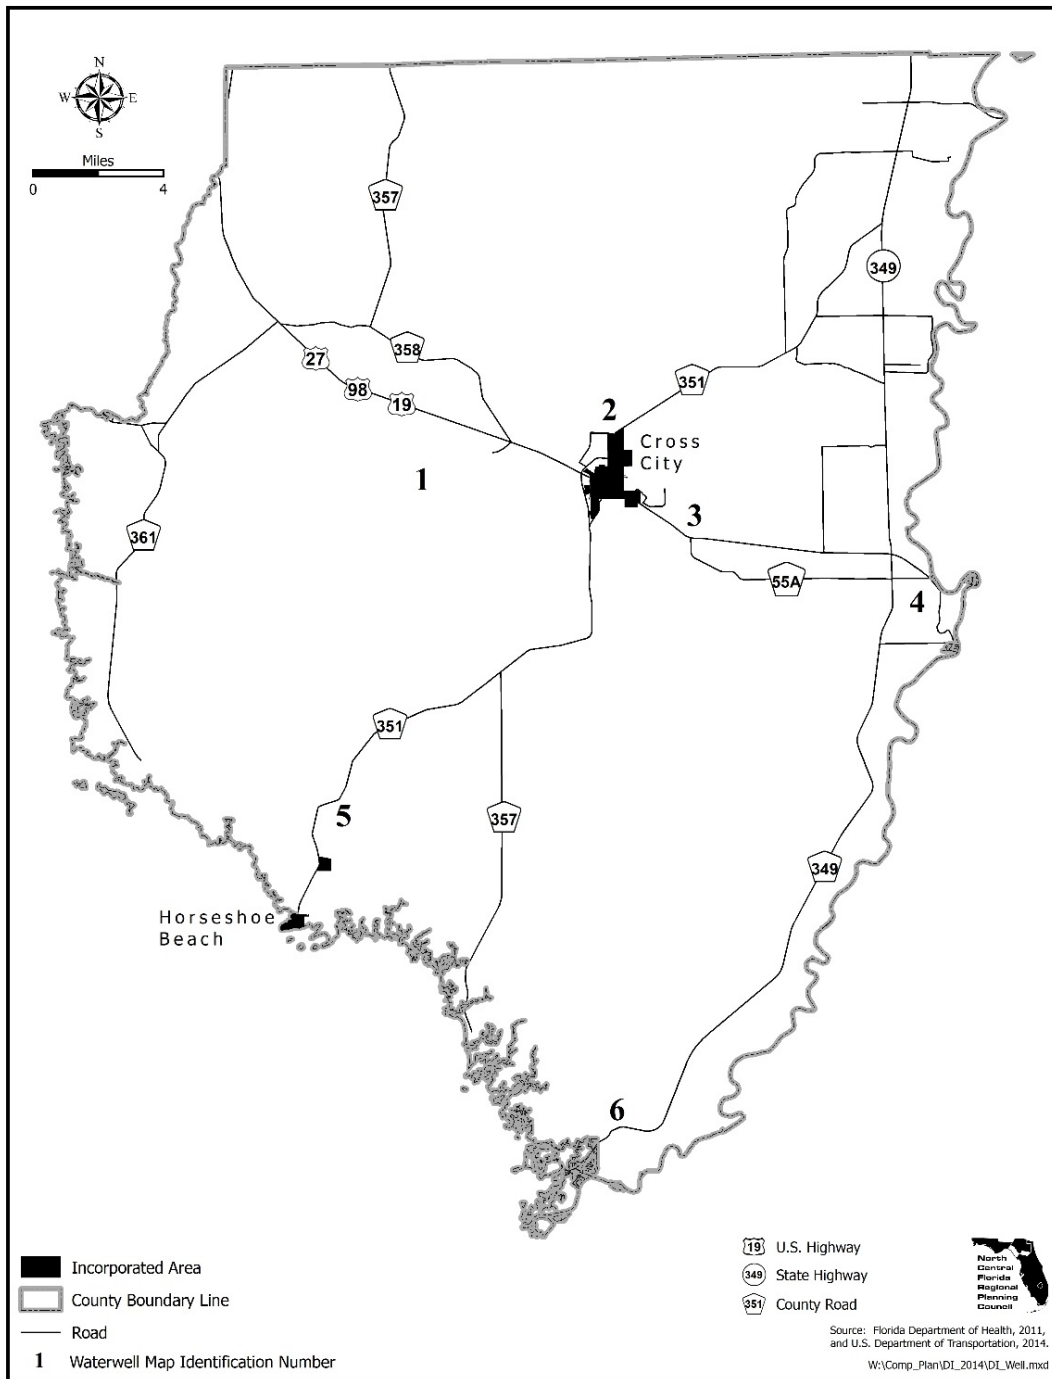 N
W E
S
Miles
0 4
357
349
358
27
98
19
351
2
Cross
City
1
3
361
55A
4
351
5
357
349
Horseshoe
Beach
6
Incorporated Area
County Boundary Line
Road
1 Waterwell Map Identification Number
19 U.S. Highway
349 State Highway
351 County Road
North
Central
Florida
Regional
Planning
Council
Source: Florida Department of Health, 2011,
and U.S. Department of Transportation, 2014.
W:\Comp_Plan\DI_2014\DI_Well.mxd